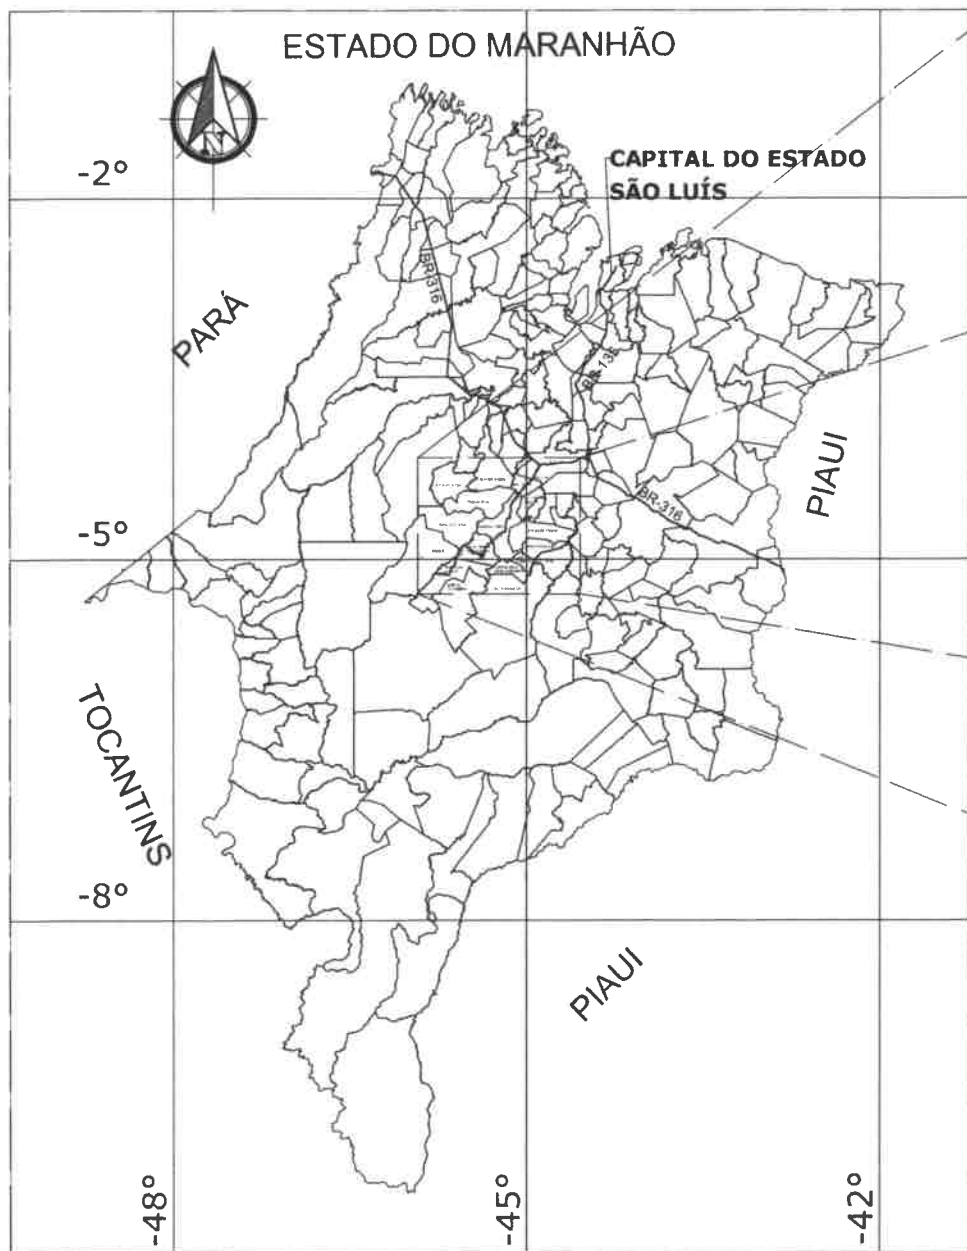 ESTADO DO MARANHÃO
N
CAPITAL DO ESTADO
SÃO LUÍS
-2°
BR-316
PARÁ
BR-135
PIAUI
BR-316
-5°
TOCANTINS
-8°
PIAUI
-48°
-45°
-42°